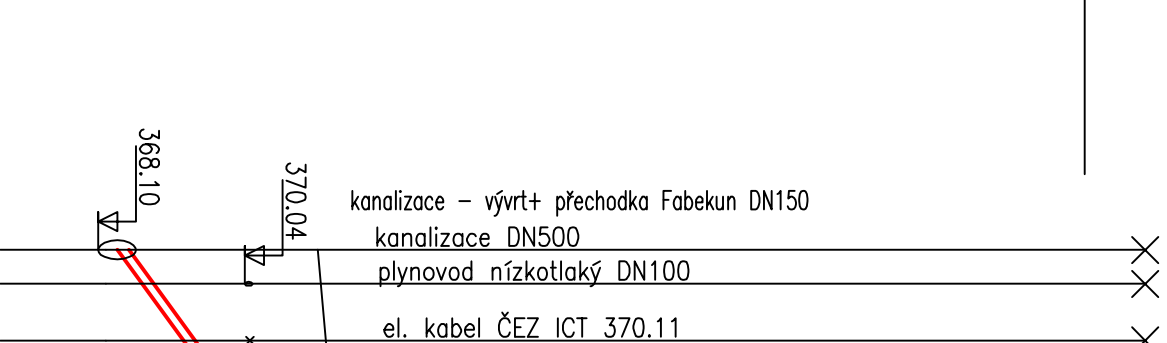 368.10
370.04
kanalizace – vývrt+ přechodka Fabekun DN150
kanalizace DN500
plynovod nízkotlaký DN100
el. kabel ČEZ ICT 370.11